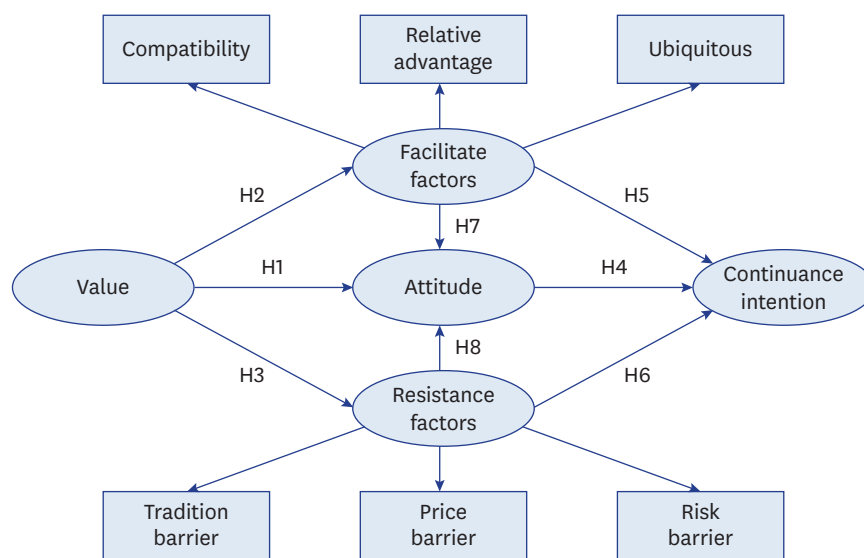 Compatibility
Relative
advantage
Ubiquitous
Facilitate
factors
H2
H5
H7
H1
H4
Value
Attitude
Continuance
intention
H8
H3
H6
Resistance
factors
Tradition
barrier
Price
barrier
Risk
barrier